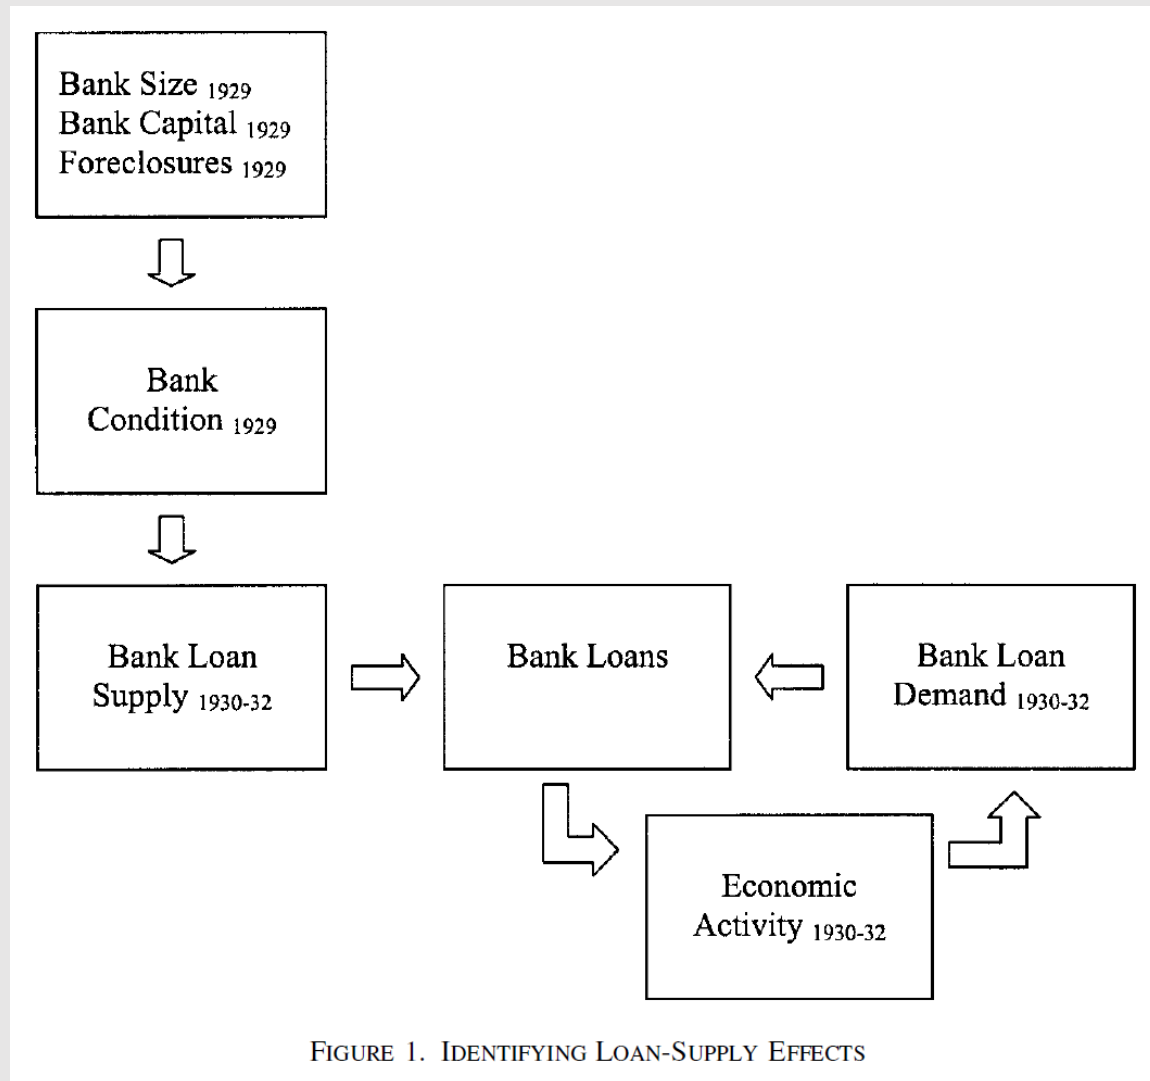 Bank Size 1929
Bank Capital 1929
Foreclosures 1929
Bank
Condition 1929
Bank Loan
Supply 1930-32
Bank Loans
Bank Loan
Demand 1930-32
Economic
Activity 1930-32
FIGURE 1. IDENTIFYING LOAN-SUPPLY EFFECTS